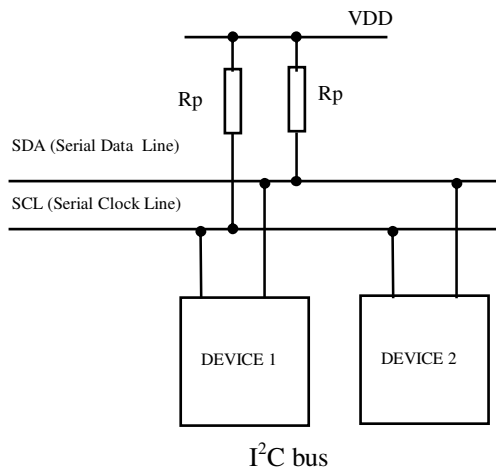 VDD
Rp
Rp
SDA (Serial Data Line)
SCL (Serial Clock Line)
DEVICE 1
DEVICE 2
I²C bus